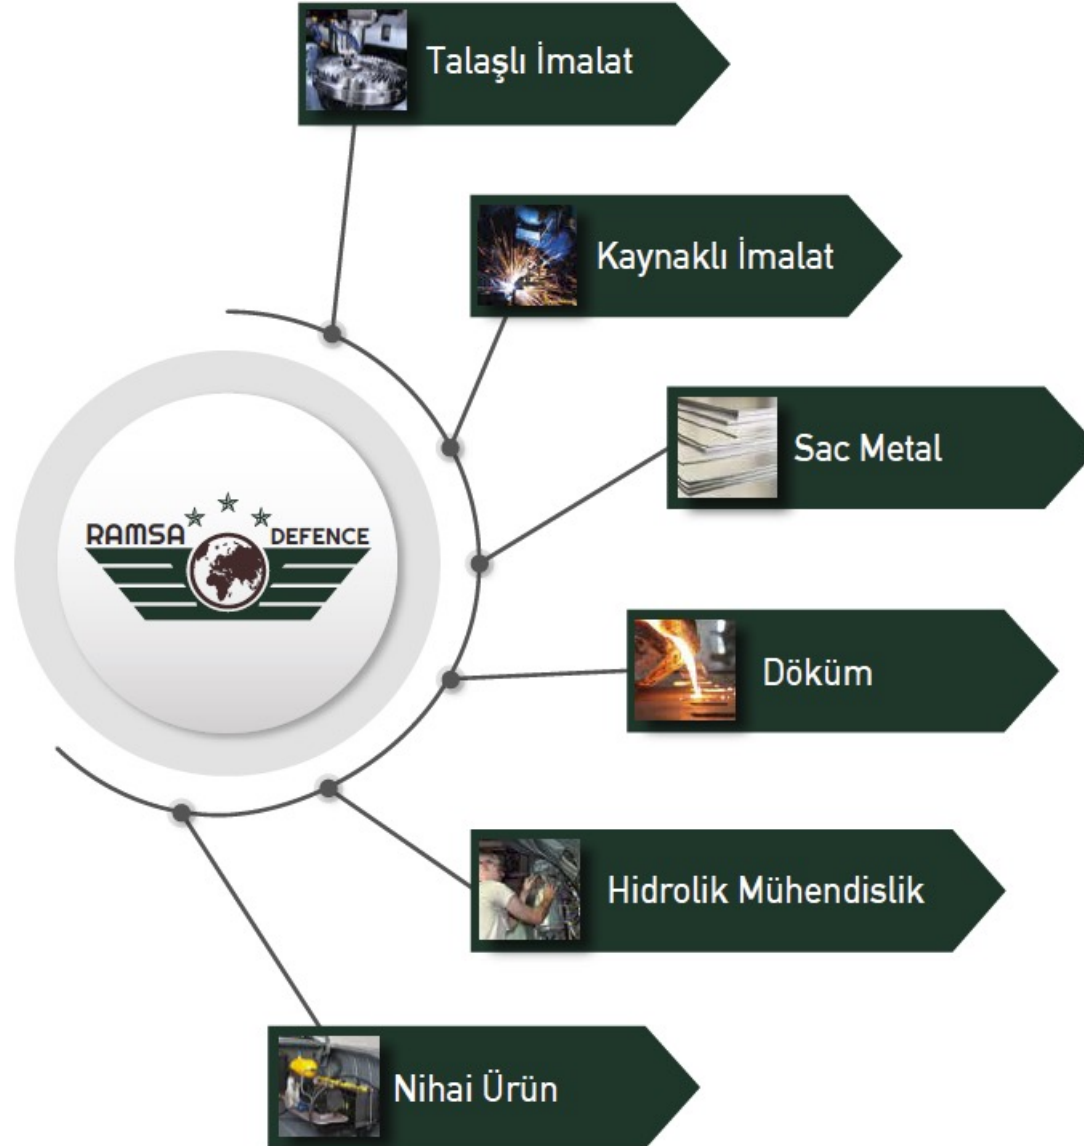 Talaşlı İmalat
Kaynaklı İmalat
Sac Metal
RAMSA DEFENCE
Döküm
Hidrolik Mühendislik
Nihai Ürün